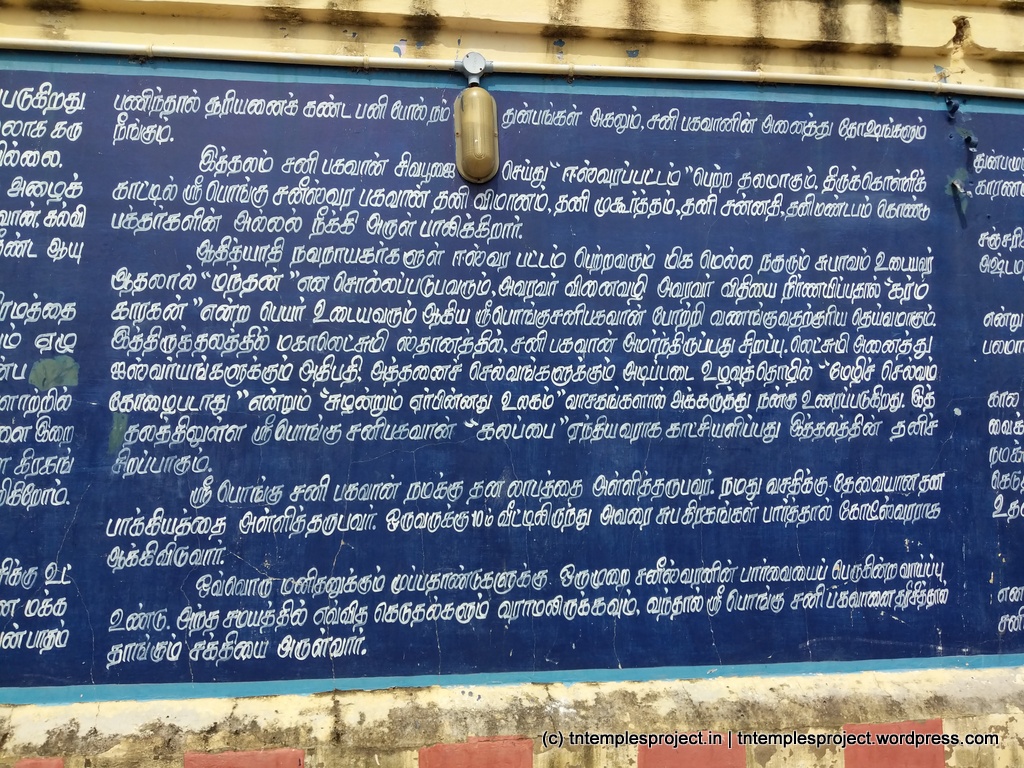 பணிந்தால் சூரியனைக் கண்ட பனி போல் நம் துன்பங்கள் அகலும், சனி பகவானின் அனைத்து தோஷங்களும்
நீங்கும்.
இத்தலம் சனி பகவான் சிவபூஜை செய்து "ஈஸ்வரப்பட்டம்" பெற்ற தலமாகும். திருக்கொள்ளிக்
காட்டில் ஸ்ரீ பொங்கு சனீஸ்வர பகவான் தனி விமானம், தனி முகூர்த்தம், தனி சன்னதி, தனிமண்டபம் கொண்டு
பக்தர்களின் அல்லல் நீக்கி அருள் பாலிக்கிறார்.
ஆதித்யாதி நவநாயகர்களுள் ஈஸ்வர பட்டம் பெற்றவரும் மிக மெல்ல நகரும் சுபாவம் உடையவர்
ஆதலால் "மந்தன்" என சொல்லப்படுபவரும், அவரவர் வினைவழி அவரவர் விதியை நிர்ணயிப்பதால் "கர்ம
காரகன்" என்ற பெயர் உடையவரும் ஆகிய ஸ்ரீ பொங்குசனிபகவான் போற்றி வணங்குவதற்குரிய தெய்வமாகும்.
இத்திருத்தலத்தில் மகாலெட்சுமி ஸ்தானத்தில், சனி பகவான் அமர்ந்திருப்பது சிறப்பு. லெட்சுமி அனைத்து
ஐஸ்வர்யங்களுக்கும் அதிபதி. அத்தனைச் செல்வங்களுக்கும் அடிப்படை உழவுத்தொழில் "மேழிச் செல்வம்
கோழைபடாது" என்றும் "சுழன்றும் ஏர்பின்னது உலகம்" வாசகங்களால் அக்கருத்து நன்கு உணரப்படுகிறது. இத்
தலத்திலுள்ள ஸ்ரீ பொங்கு சனிபகவான் "கலப்பை" ஏந்தியவராக காட்சியளிப்பது இத்தலத்தின் தனிச்
சிறப்பாகும்.
ஸ்ரீ பொங்கு சனி பகவான் நமக்கு தன லாபத்தை அள்ளித்தருபவர். நமது வசதிக்கு தேவையான தன
பாக்கியத்தை அள்ளித்தருபவர். ஒருவருக்கு 10ம் வீட்டிலிருந்து அவரை சுப கிரகங்கள் பார்த்தால் கோடீஸ்வரராக
ஆக்கிவிடுவார்.
ஒவ்வொரு மனிதனுக்கும் முப்பதாண்டுகளுக்கு ஒருமுறை சனீஸ்வரனின் பார்வையைப் பெருகின்ற வாய்ப்பு
உண்டு. அந்த சமயத்தில் எவ்வித கெடுதல்களும் வராமலிருக்கவும், வந்தால் ஸ்ரீ பொங்கு சனி பகவானை தரிசித்தால்
தாங்கும் சக்தியை அருள்வார்.
(c) tntemplesproject.in | tntemplesproject.wordpress.com